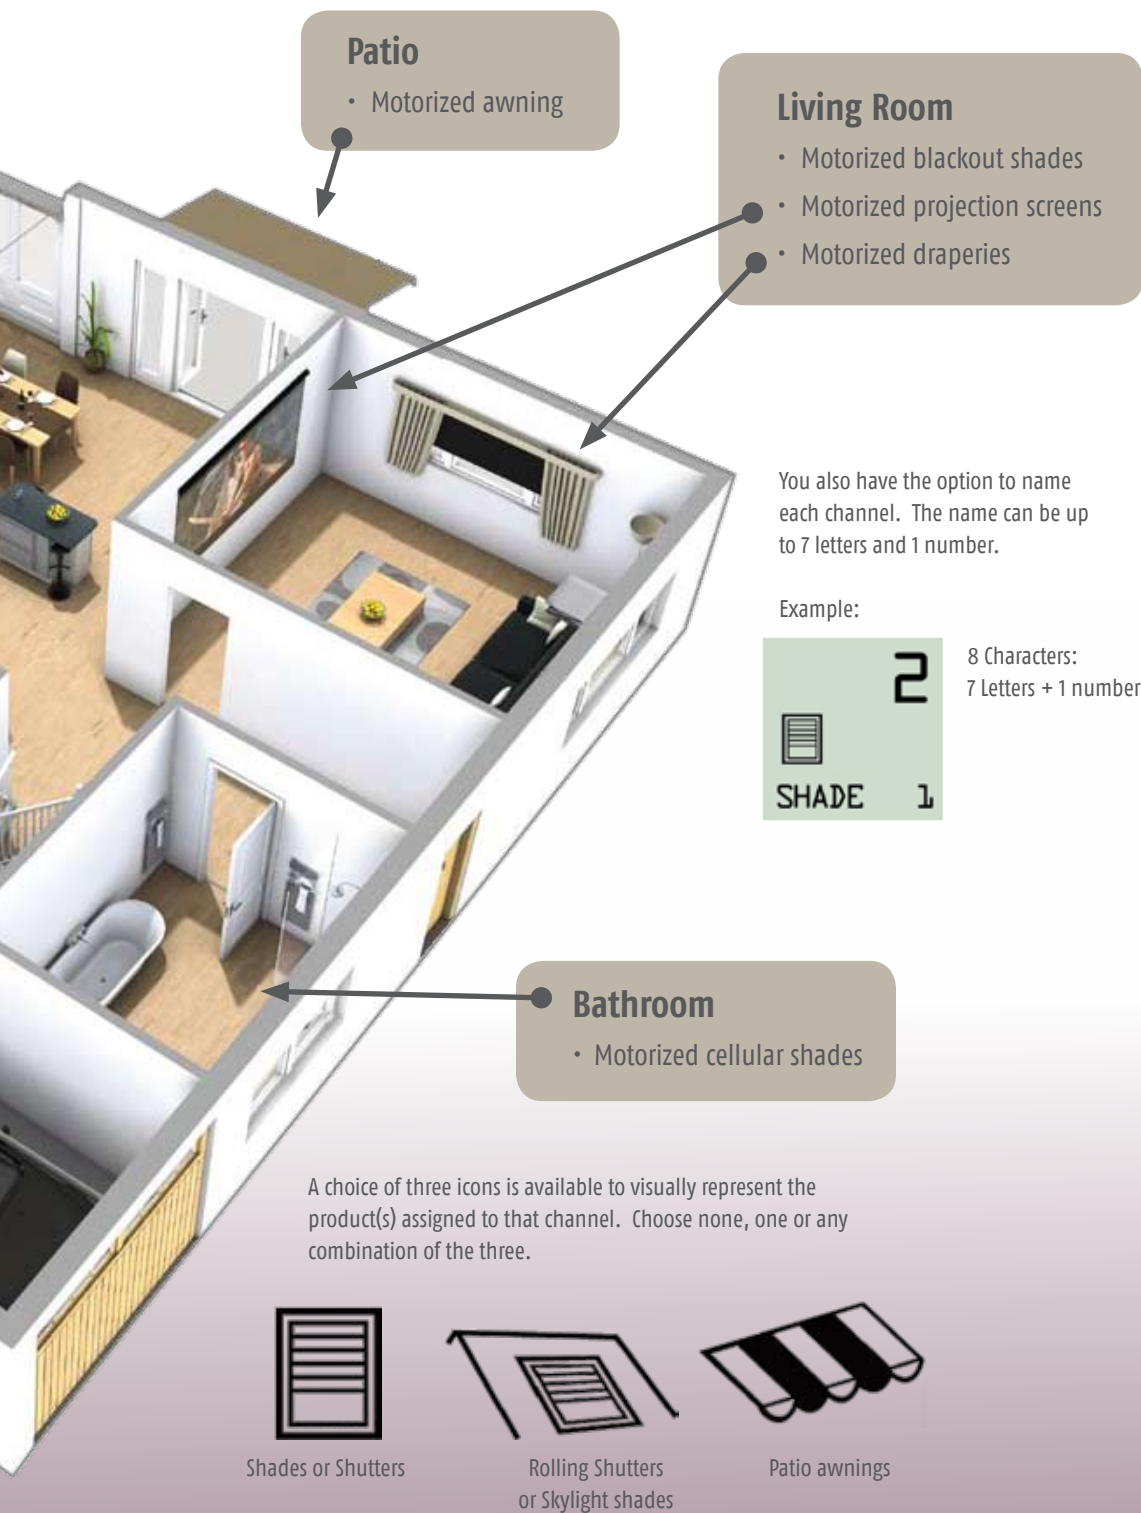 Patio
• Motorized awning
Living Room
• Motorized blackout shades
• Motorized projection screens
• Motorized draperies
You also have the option to name
each channel.  The name can be up
to 7 letters and 1 number.
Example:
2
SHADE 1
8 Characters:
7 Letters + 1 number
Bathroom
• Motorized cellular shades
A choice of three icons is available to visually represent the
product(s) assigned to that channel.  Choose none, one or any
combination of the three.
Shades or Shutters
Rolling Shutters
or Skylight shades
Patio awnings